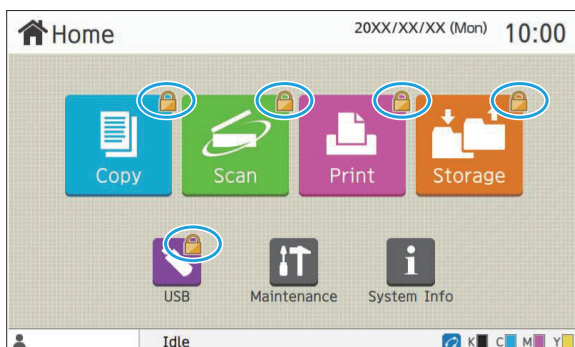 Home 20XX/XX/XX (Mon) 10:00
Copy Scan Print Storage
USB Maintenance System Info
Idle K C M Y